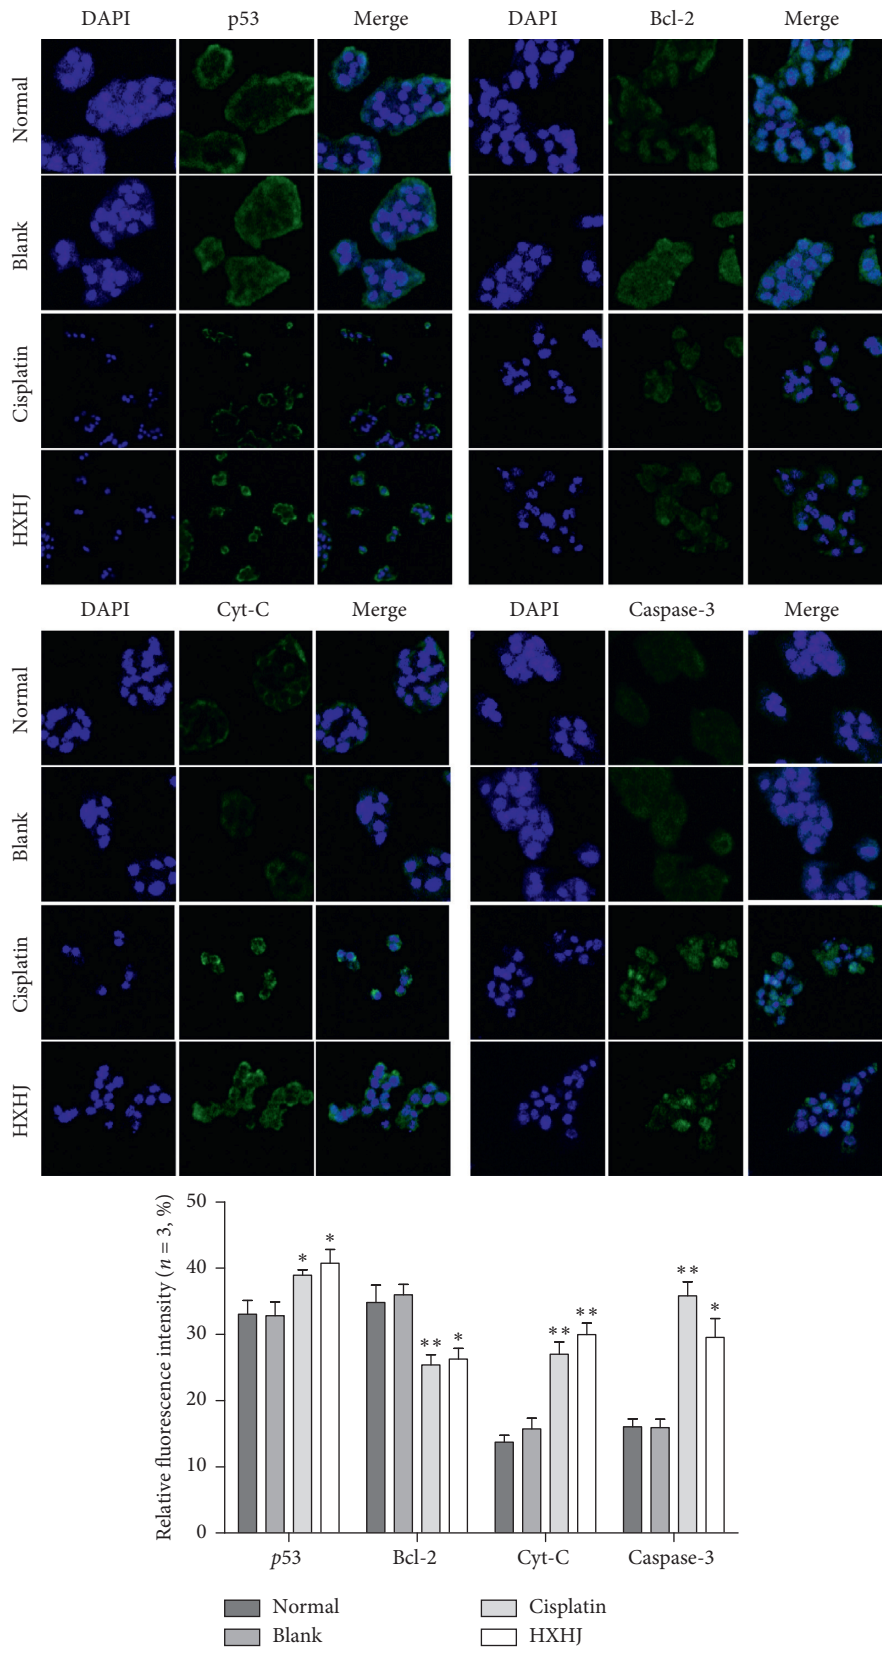 DAPI p53 Merge DAPI Bcl-2 Merge
Normal
Blank
Cisplatin
HXHJ
DAPI Cyt-C Merge DAPI Caspase-3 Merge
Normal
Blank
Cisplatin
HXHJ
Relative fluorescence intensity (n = 3, %)
50
40
30
20
10
0
* *
** *
** **
** *
p53 Bcl-2 Cyt-C Caspase-3
Normal Cisplatin
Blank HXHJ